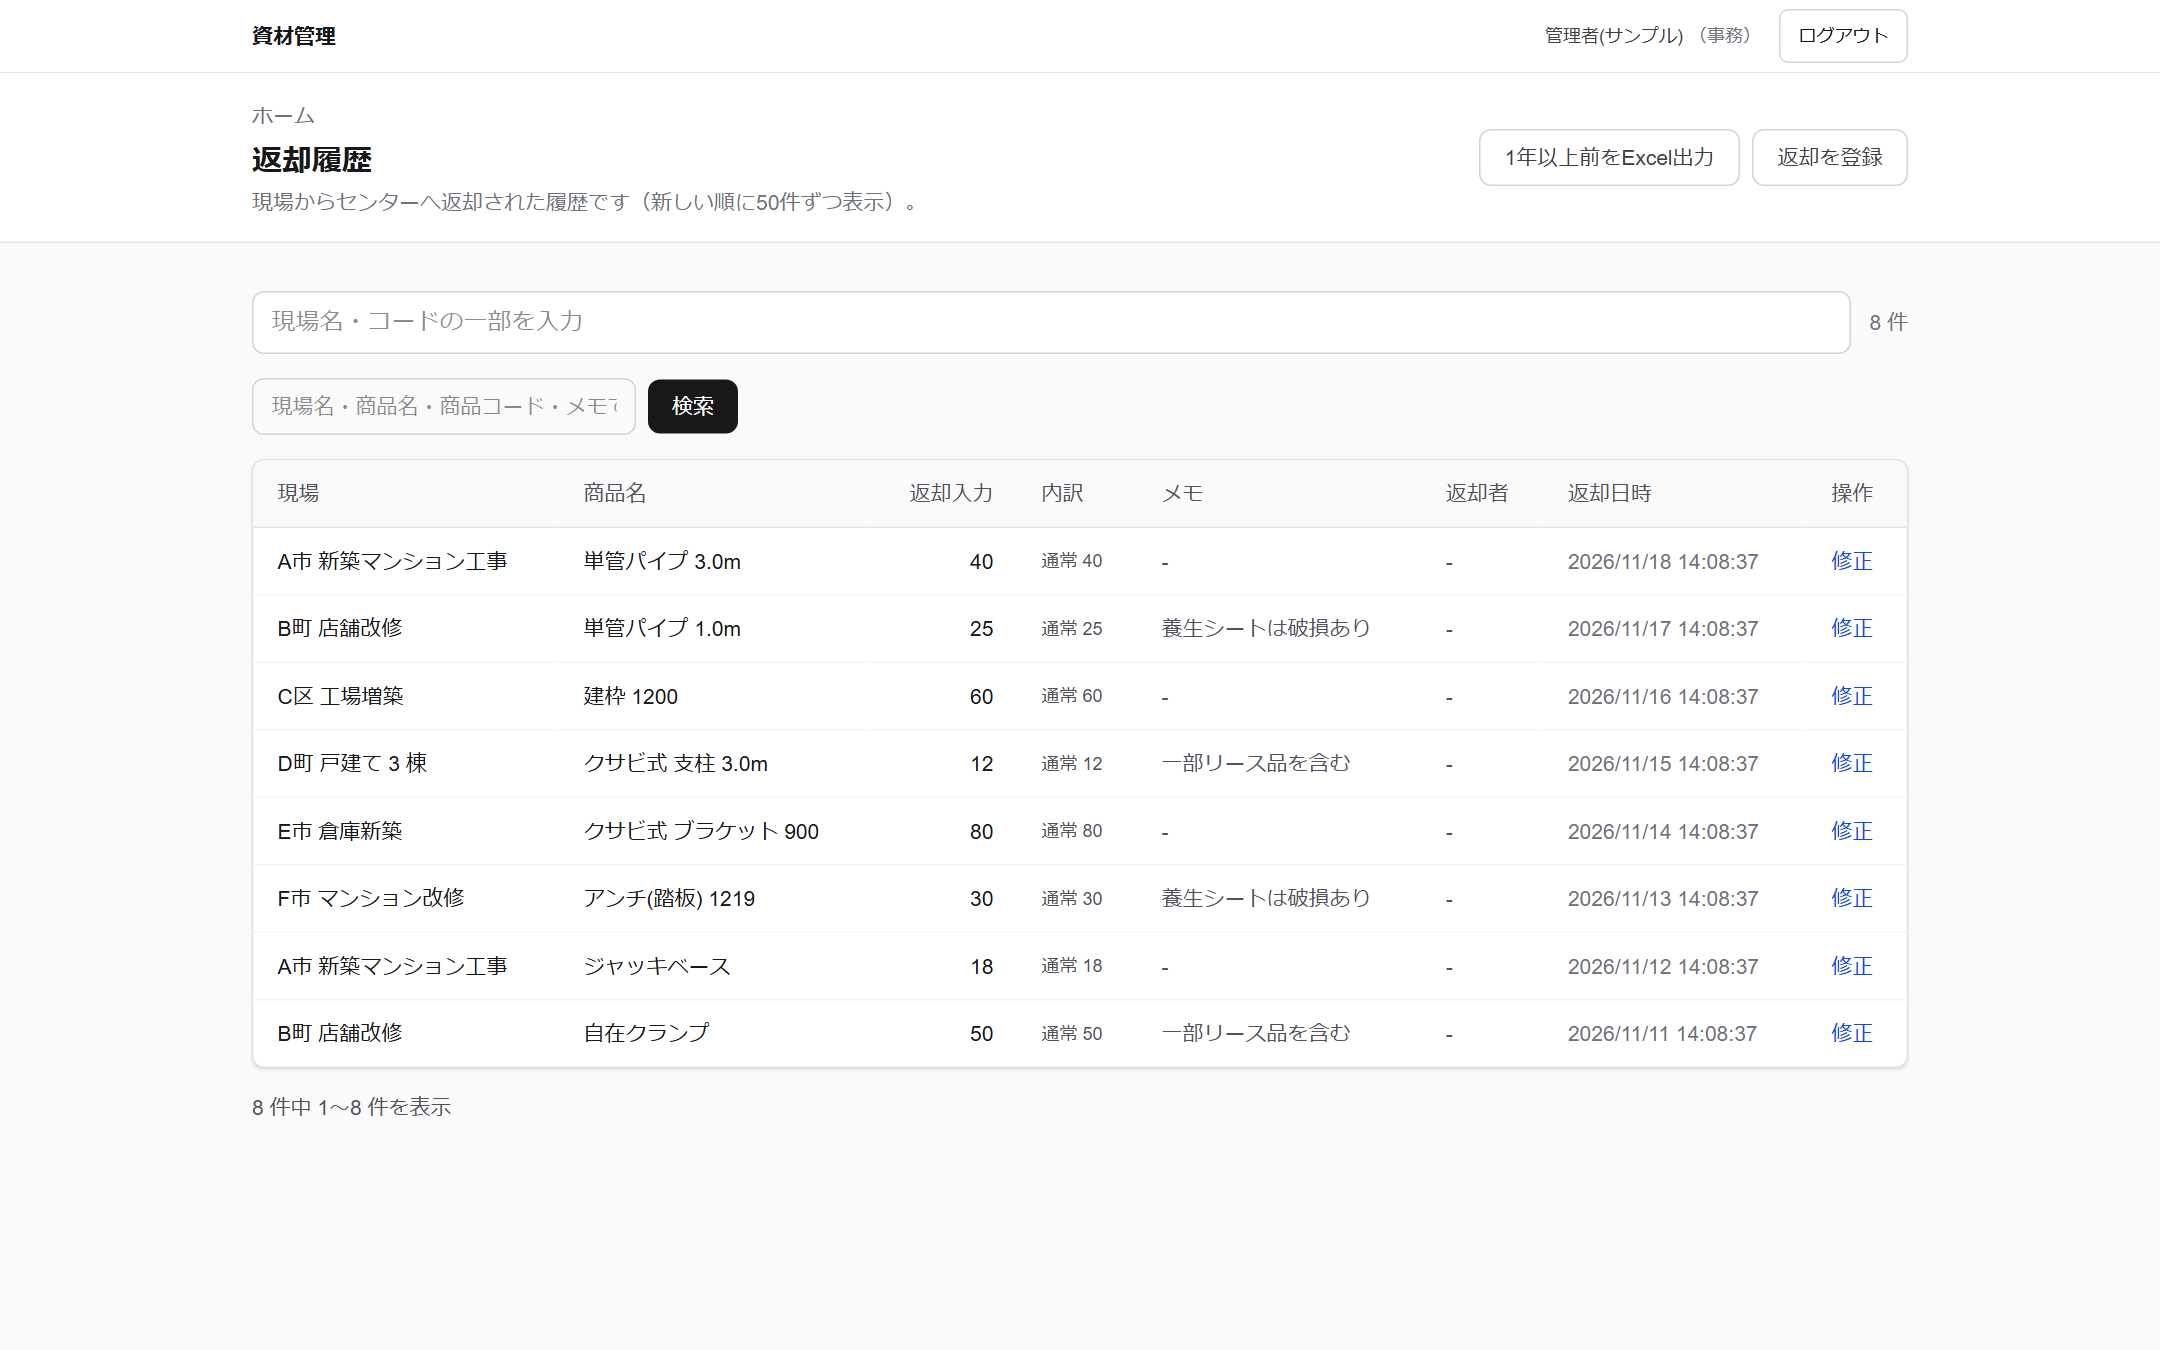 資材管理
管理者(サンプル) （事務）
ログアウト
ホーム
返却履歴
現場からセンターへ返却された履歴です（新しい順に50件ずつ表示）。
1年以上前をExcel出力
返却を登録
現場名・コードの一部を入力
8 件
現場名・商品名・商品コード・メモで
検索
現場 商品名 返却入力 内訳 メモ 返却者 返却日時 操作
A市 新築マンション工事 単管パイプ 3.0m 40 通常 40 - - 2026/11/18 14:08:37 修正
B町 店舗改修 単管パイプ 1.0m 25 通常 25 養生シートは破損あり - 2026/11/17 14:08:37 修正
C区 工場増築 建枠 1200 60 通常 60 - - 2026/11/16 14:08:37 修正
D町 戸建て 3 棟 クサビ式 支柱 3.0m 12 通常 12 一部リース品を含む - 2026/11/15 14:08:37 修正
E市 倉庫新築 クサビ式 ブラケット 900 80 通常 80 - - 2026/11/14 14:08:37 修正
F市 マンション改修 アンチ(踏板) 1219 30 通常 30 養生シートは破損あり - 2026/11/13 14:08:37 修正
A市 新築マンション工事 ジャッキベース 18 通常 18 - - 2026/11/12 14:08:37 修正
B町 店舗改修 自在クランプ 50 通常 50 一部リース品を含む - 2026/11/11 14:08:37 修正
8 件中 1～8 件を表示